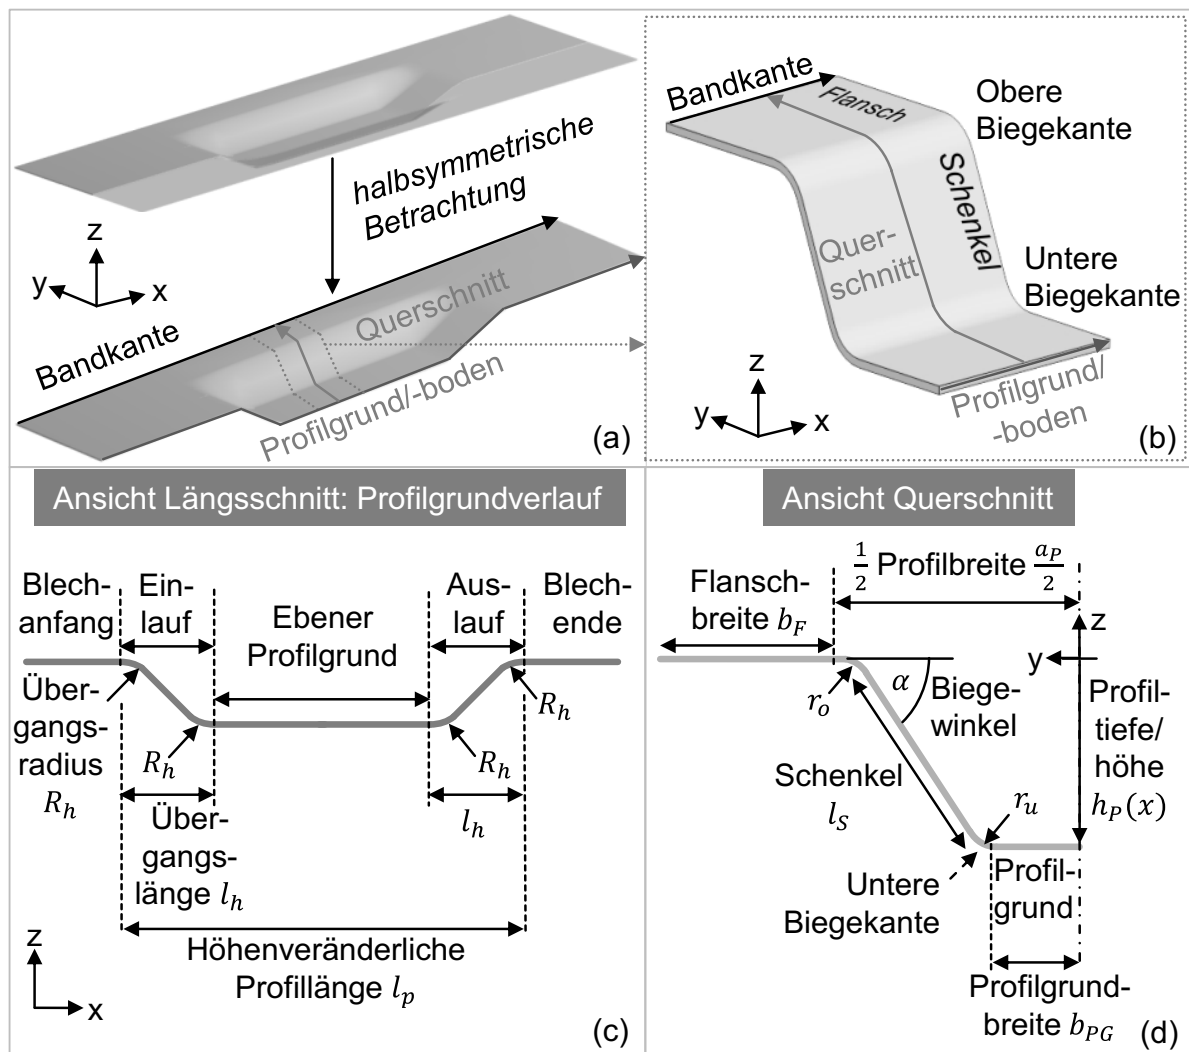 halbsymmetrische
Betrachtung
z
y
x
Bandkante
Querschnitt
Profilgrund/-boden
(a)
Bandkante
Flansch
Obere
Biegekante
Schenkel
Quer-
schnitt
Untere
Biegekante
z
y
x
Profilgrund/
-boden
(b)
Ansicht Längsschnitt: Profilgrundverlauf
Blech-
anfang
Ein-
lauf
Ebener
Profilgrund
Aus-
lauf
Blech-
ende
Über-
gangs-
radius
R_h
R_h
R_h
R_h
Über-
gangs-
länge l_h
l_h
Höhenveränderliche
Profillänge l_p
z
x
(c)
Ansicht Querschnitt
1/2 Profilbreite a_P/2
Flansch-
breite b_F
z
y
r_o
α
Biege-
winkel
Profil-
tiefe/
höhe
h_P(x)
Schenkel
l_S
r_u
Untere
Biegekante
Profil-
grund
Profilgrund-
breite b_PG
(d)